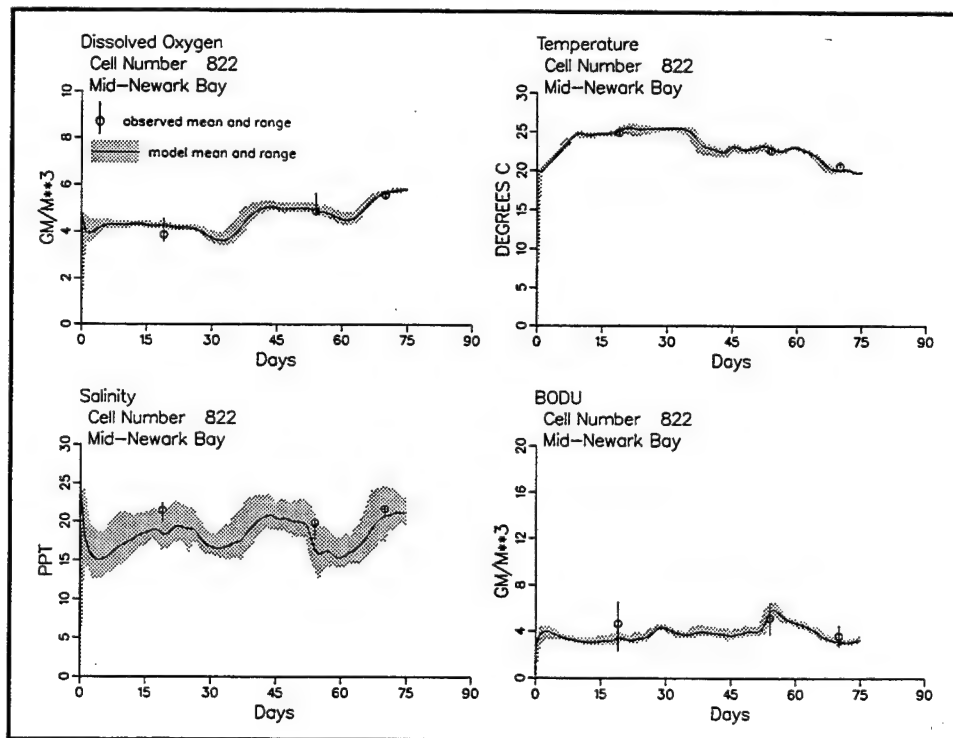 Dissolved Oxygen
Cell Number 822
Mid-Newark Bay
observed mean and range
model mean and range
GM/M**3
0 2 4 6 8 10
0 15 30 45 60 75 90
Days
Temperature
Cell Number 822
Mid-Newark Bay
DEGREES C
0 5 10 15 20 25 30
0 15 30 45 60 75 90
Days
Salinity
Cell Number 822
Mid-Newark Bay
PPT
0 5 10 15 20 25 30
0 15 30 45 60 75 90
Days
BODU
Cell Number 822
Mid-Newark Bay
GM/M**3
0 4 8 12 16 20
0 15 30 45 60 75 90
Days